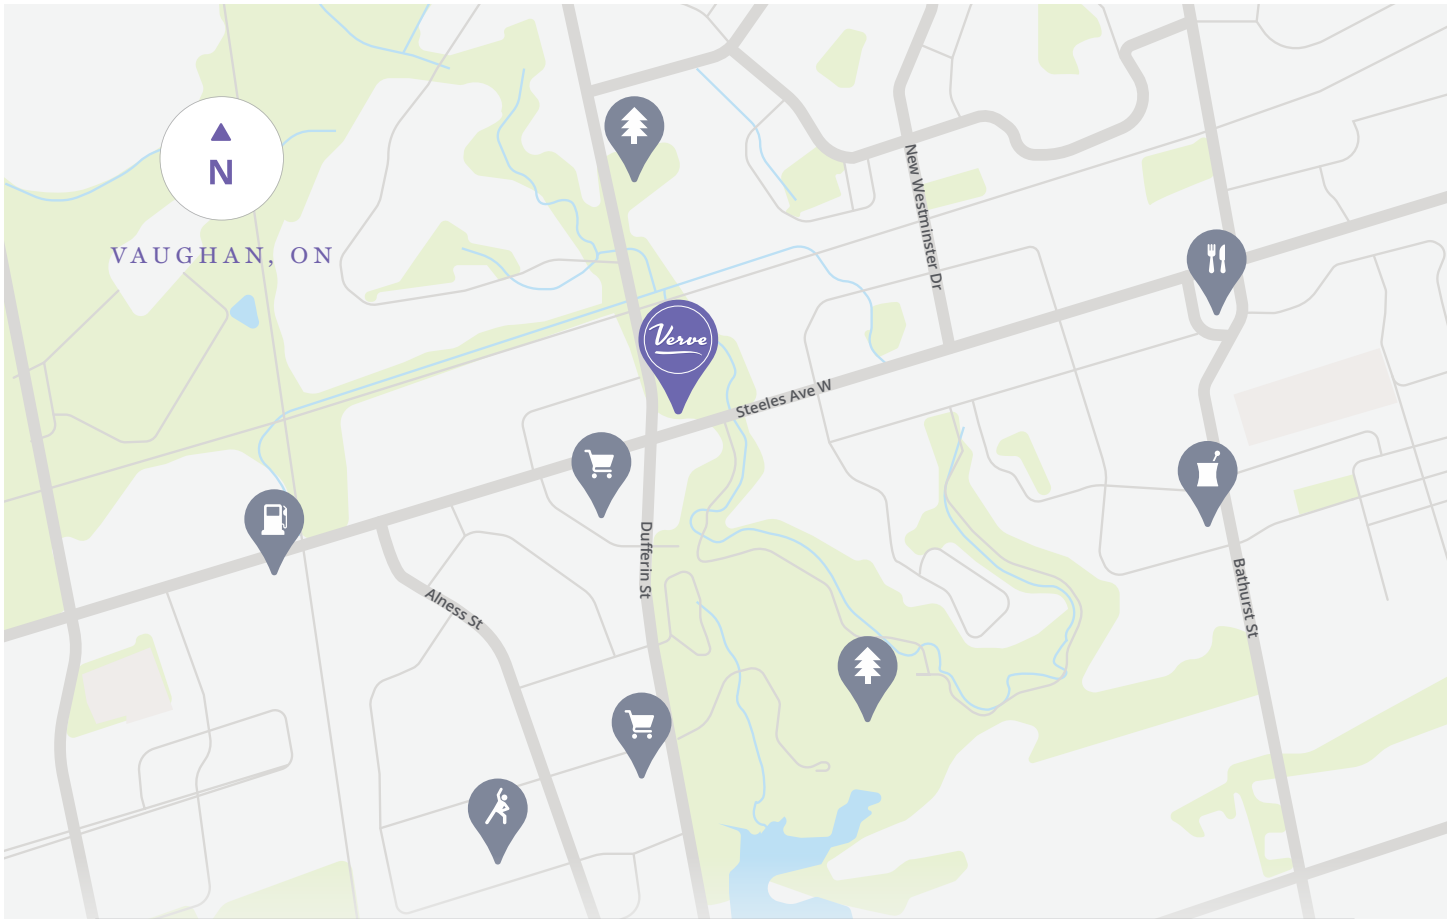 N
VAUGHAN, ON
New Westminster Dr
Verve
Steeles Ave W
Dufferin St
Alness St
Bathurst St